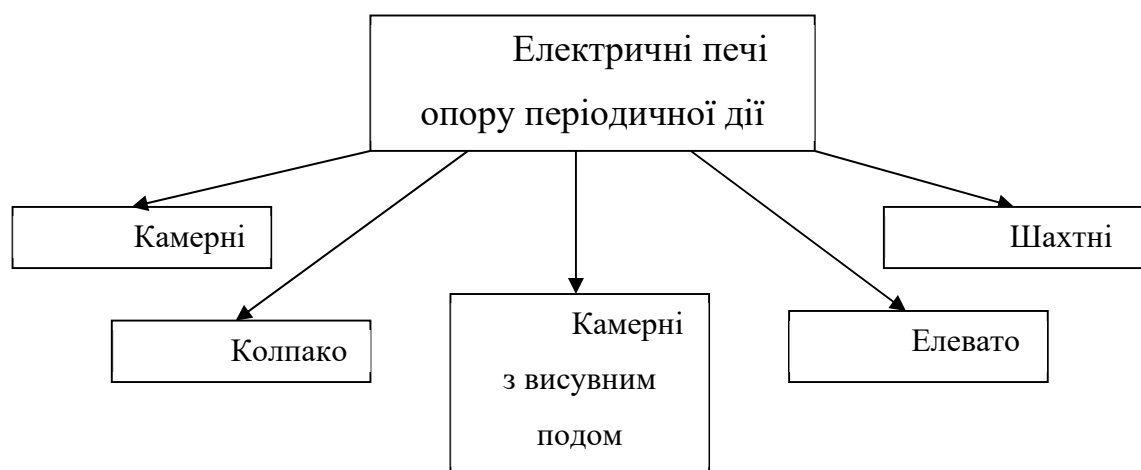 Електричні печі
опору періодичної дії
Камерні
Шахтні
Колпако
Камерні
з висувним
подом
Елевато